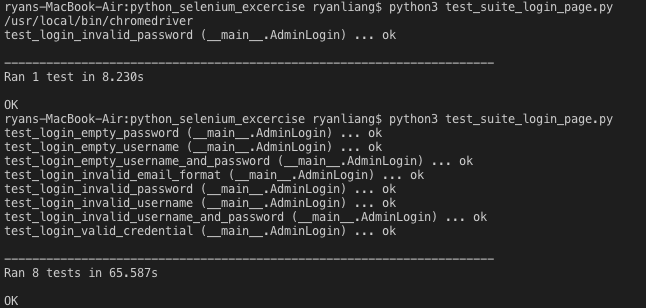 ryans-MacBook-Air:python_selenium_excercise ryanliang$ python3 test_suite_login_page.py
/usr/local/bin/chromedriver
test_login_invalid_password (__main__.AdminLogin) ... ok
----------------------------------------------------------------------
Ran 1 test in 8.230s
OK
ryans-MacBook-Air:python_selenium_excercise ryanliang$ python3 test_suite_login_page.py
test_login_empty_password (__main__.AdminLogin) ... ok
test_login_empty_username (__main__.AdminLogin) ... ok
test_login_empty_username_and_password (__main__.AdminLogin) ... ok
test_login_invalid_email_format (__main__.AdminLogin) ... ok
test_login_invalid_password (__main__.AdminLogin) ... ok
test_login_invalid_username (__main__.AdminLogin) ... ok
test_login_invalid_username_and_password (__main__.AdminLogin) ... ok
test_login_valid_credential (__main__.AdminLogin) ... ok
----------------------------------------------------------------------
Ran 8 tests in 65.587s
OK